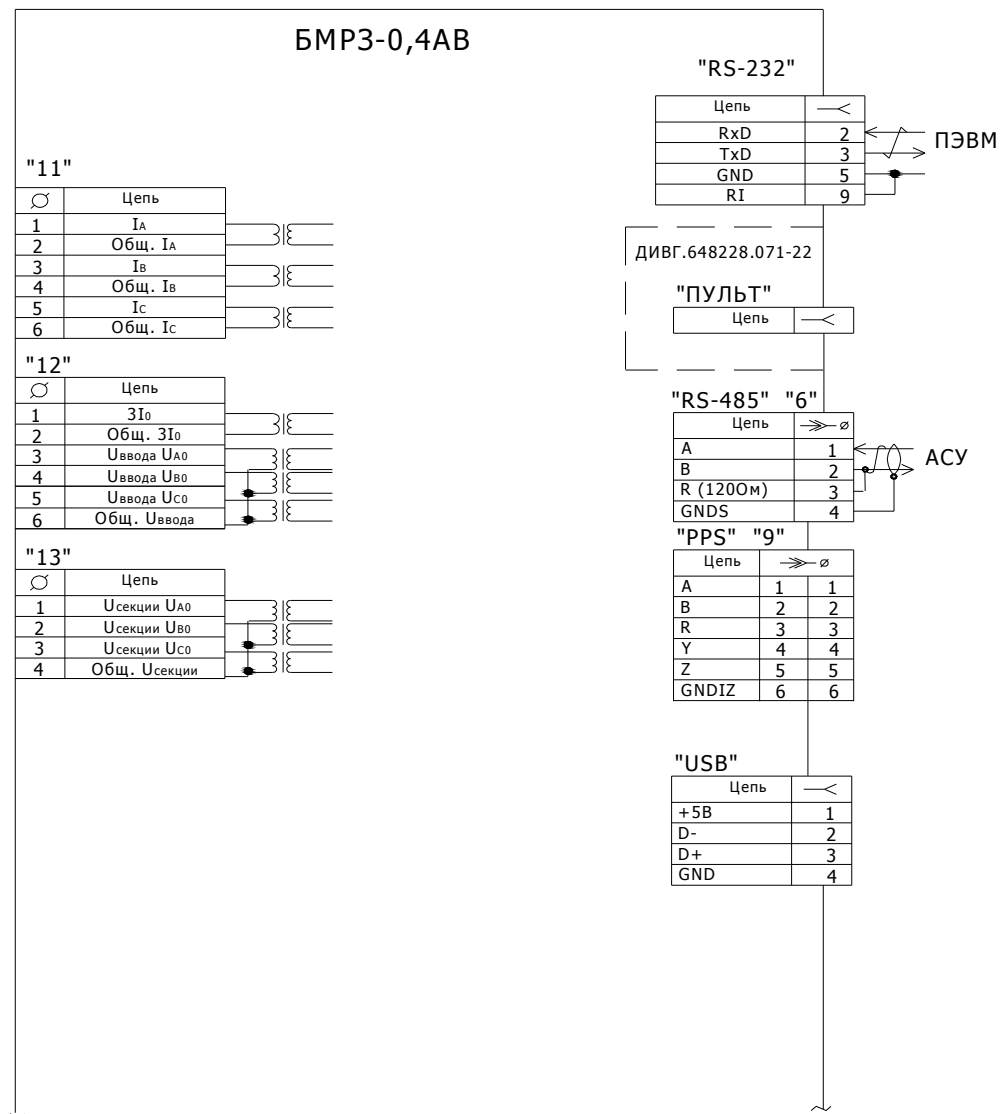 БМРЗ-0,4АВ
"11"
Ø Цепь
1 IA
2 Общ. IA
3 IB
4 Общ. IB
5 IC
6 Общ. IC
"12"
Ø Цепь
1 3I0
2 Общ. 3I0
3 Uввода UA0
4 Uввода UB0
5 Uввода UC0
6 Общ. Uввода
"13"
Ø Цепь
1 Uсекции UA0
2 Uсекции UB0
3 Uсекции UC0
4 Общ. Uсекции
"RS-232"
Цепь
RxD 2
TxD 3
GND 5
RI 9
ПЭВМ
ДИВГ.648228.071-22
"ПУЛЬТ"
Цепь
"RS-485" "6"
Цепь ø
A 1
B 2
R (120Ом) 3
GNDS 4
АСУ
"PPS" "9"
Цепь ø
A 1 1
B 2 2
R 3 3
Y 4 4
Z 5 5
GNDIZ 6 6
"USB"
Цепь
+5В 1
D- 2
D+ 3
GND 4